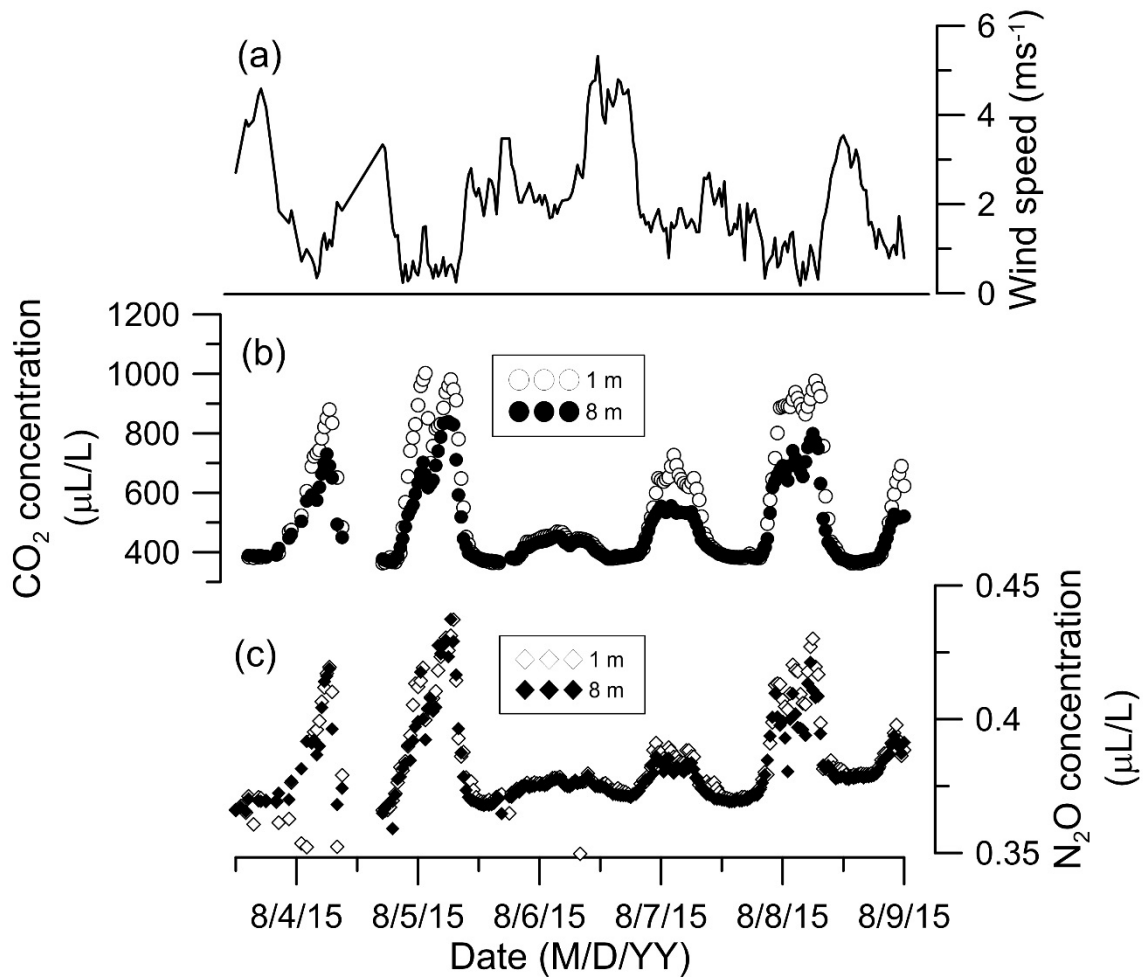 (a)
6
4
2
0
Wind speed (ms⁻¹)
1200
1000
800
600
400
CO₂ concentration
(µL/L)
(b)
1 m
8 m
(c)
1 m
8 m
0.45
0.4
0.35
N₂O concentration
(µL/L)
8/4/15 8/5/15 8/6/15 8/7/15 8/8/15 8/9/15
Date (M/D/YY)